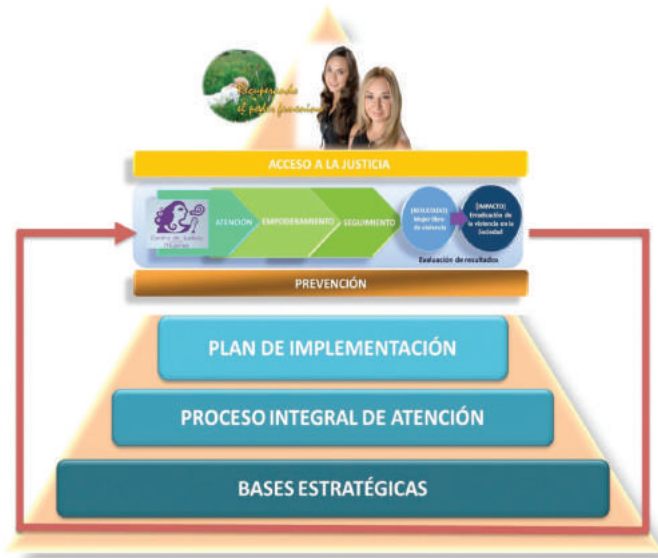 Recuperando
el poder femenino
ACCESO A LA JUSTICIA
Centro de Justicia
Mujeres
ATENCIÓN
EMPODERAMIENTO
SEGUIMIENTO
[RESULTADO]
Mujer libre
de violencia
[IMPACTO]
Erradicación de
la violencia en la
Sociedad
Evaluación de resultados
PREVENCIÓN
PLAN DE IMPLEMENTACIÓN
PROCESO INTEGRAL DE ATENCIÓN
BASES ESTRATÉGICAS